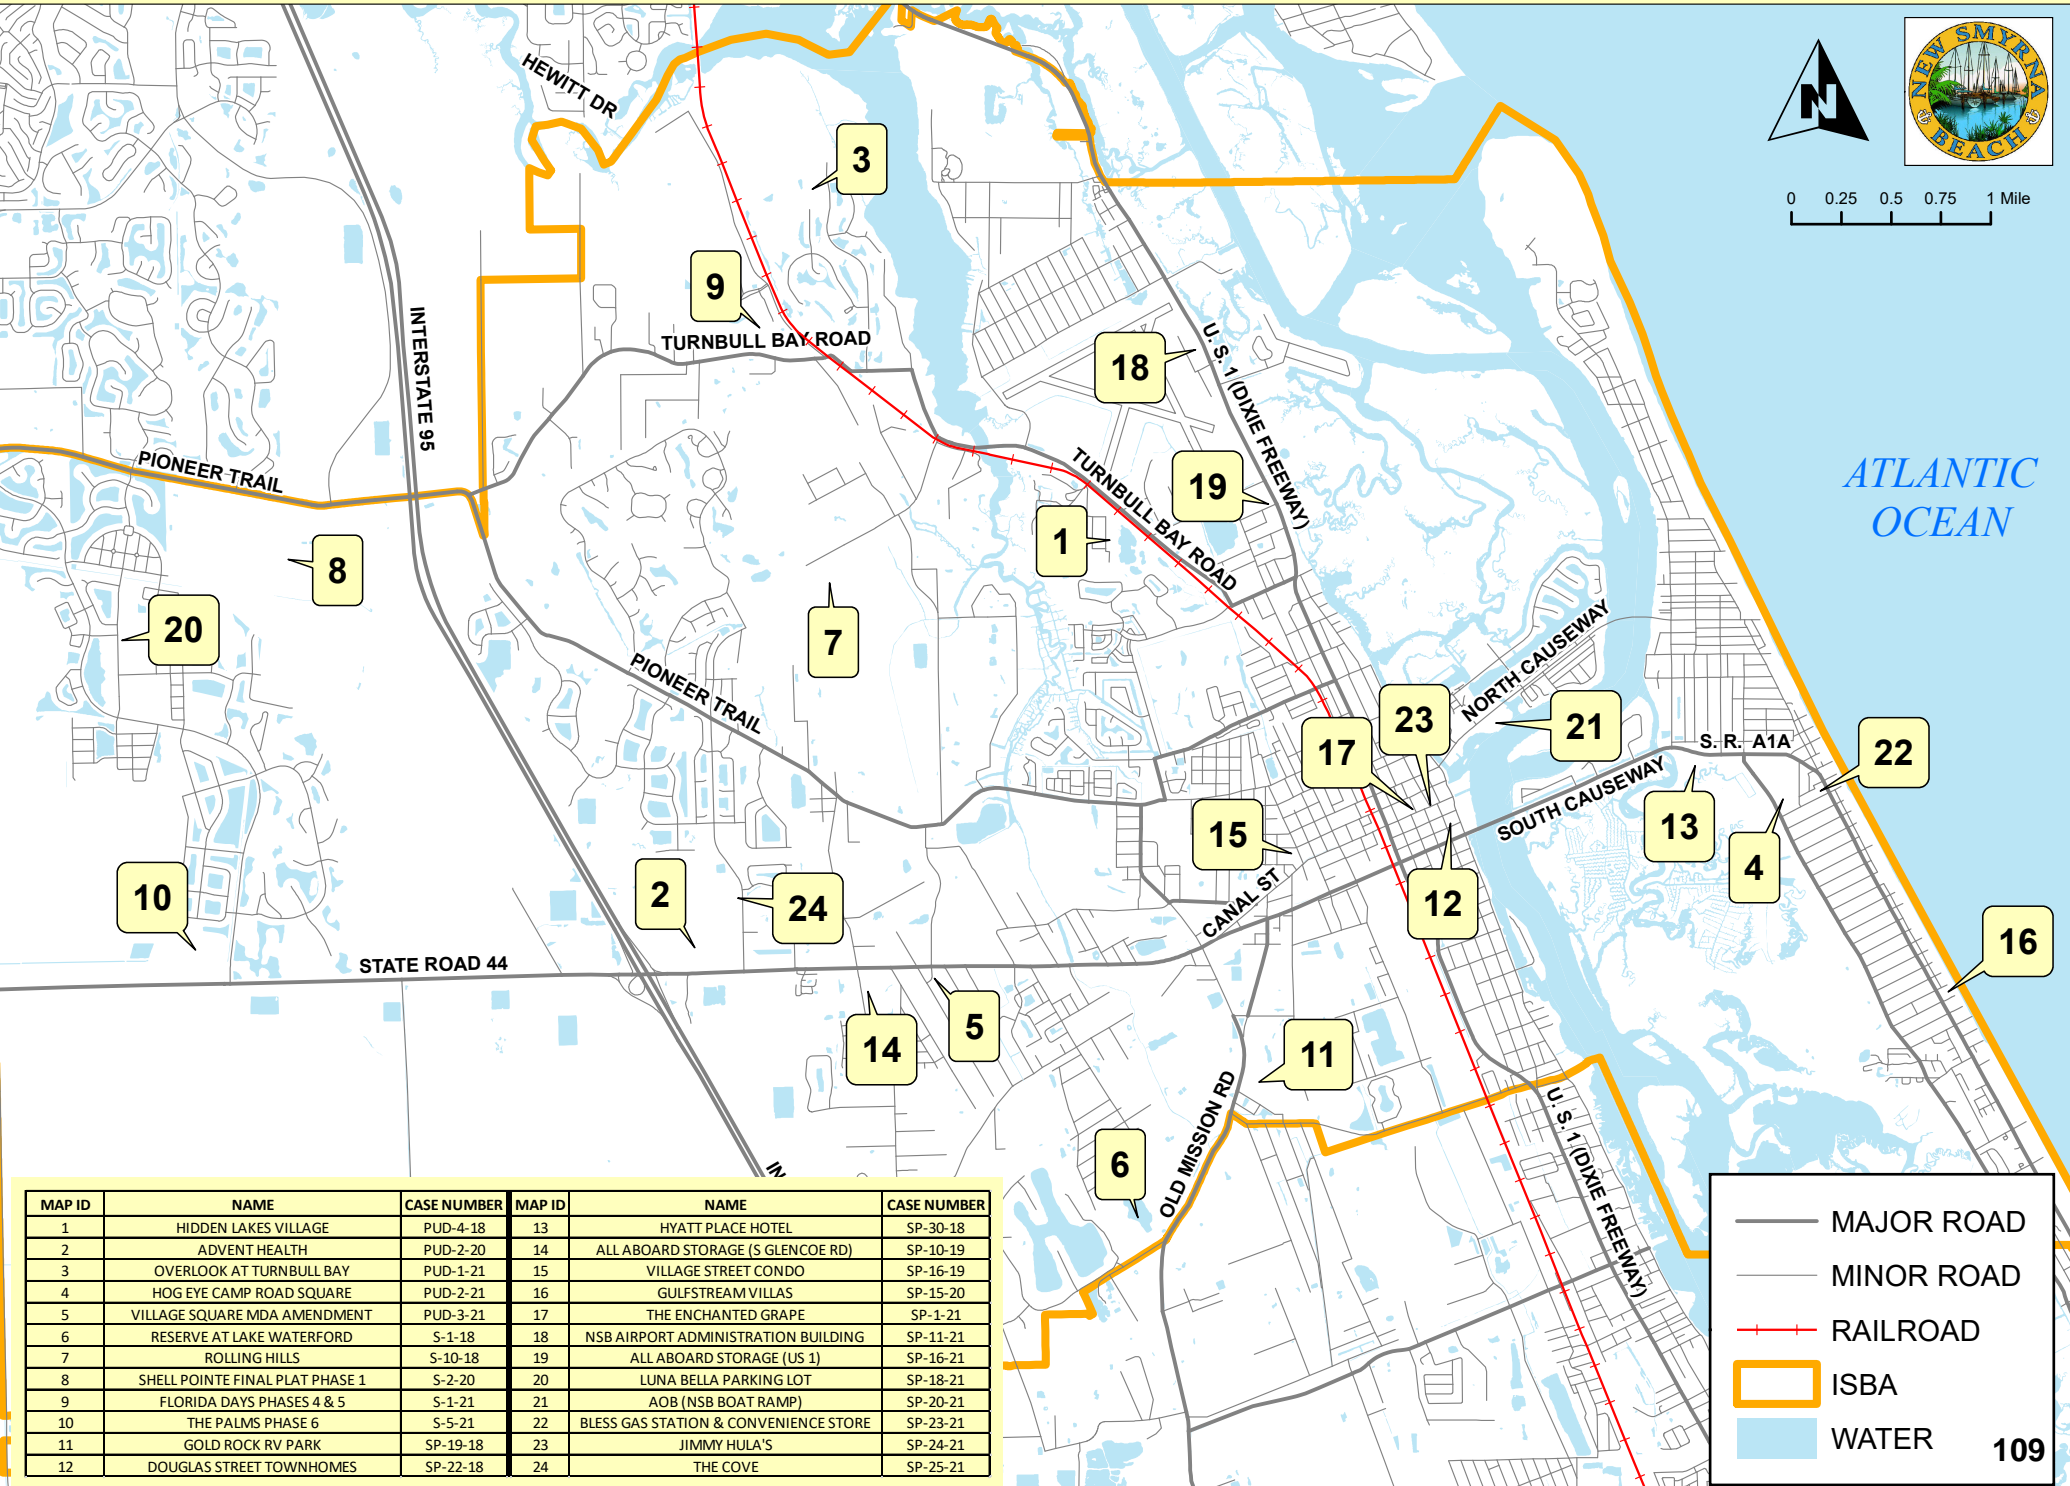 HEWITT DR
NEW SMYRNA
BEACH
N
0 0.25 0.5 0.75 1 Mile
3
9
TURNBULL BAY ROAD
INTERSTATE 95
U. S. 1 (DIXIE FREEWAY)
18
PIONEER TRAIL
TURNBULL BAY ROAD
19
ATLANTIC
OCEAN
1
8
20
7
PIONEER TRAIL
NORTH CAUSEWAY
23
21
17
S. R. A1A
22
SOUTH CAUSEWAY
13
15
4
10
2
24
CANAL ST
12
16
STATE ROAD 44
5
14
11
OLD MISSION RD
6
U. S. 1 (DIXIE FREEWAY)
IN
MAP ID NAME CASE NUMBER MAP ID NAME CASE NUMBER
1 HIDDEN LAKES VILLAGE PUD-4-18 13 HYATT PLACE HOTEL SP-30-18
2 ADVENT HEALTH PUD-2-20 14 ALL ABOARD STORAGE (S GLENCOE RD) SP-10-19
3 OVERLOOK AT TURNBULL BAY PUD-1-21 15 VILLAGE STREET CONDO SP-16-19
4 HOG EYE CAMP ROAD SQUARE PUD-2-21 16 GULFSTREAM VILLAS SP-15-20
5 VILLAGE SQUARE MDA AMENDMENT PUD-3-21 17 THE ENCHANTED GRAPE SP-1-21
6 RESERVE AT LAKE WATERFORD S-1-18 18 NSB AIRPORT ADMINISTRATION BUILDING SP-11-21
7 ROLLING HILLS S-10-18 19 ALL ABOARD STORAGE (US 1) SP-16-21
8 SHELL POINTE FINAL PLAT PHASE 1 S-2-20 20 LUNA BELLA PARKING LOT SP-18-21
9 FLORIDA DAYS PHASES 4 & 5 S-1-21 21 AOB (NSB BOAT RAMP) SP-20-21
10 THE PALMS PHASE 6 S-5-21 22 BLESS GAS STATION & CONVENIENCE STORE SP-23-21
11 GOLD ROCK RV PARK SP-19-18 23 JIMMY HULA'S SP-24-21
12 DOUGLAS STREET TOWNHOMES SP-22-18 24 THE COVE SP-25-21
MAJOR ROAD
MINOR ROAD
RAILROAD
ISBA
WATER
109